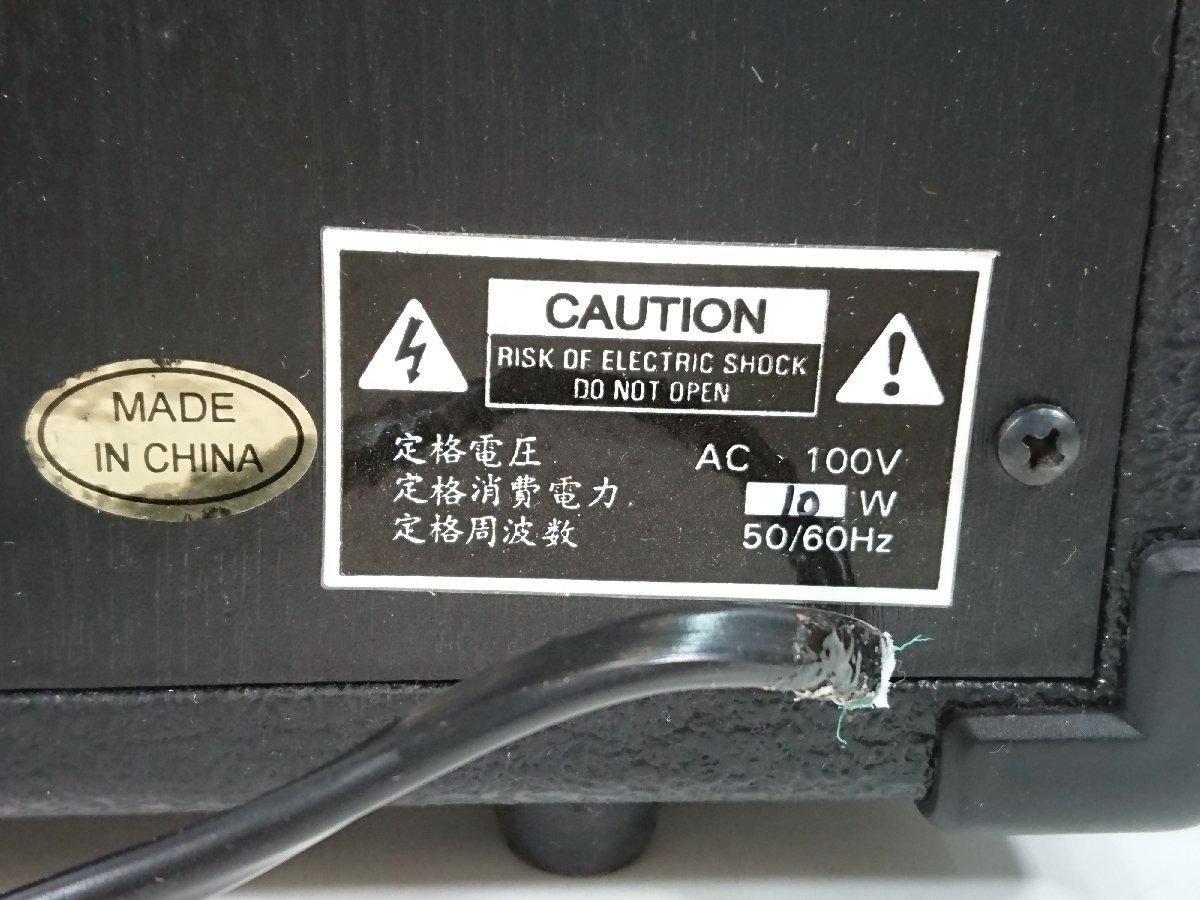 MADE
IN CHINA
CAUTION
RISK OF ELECTRIC SHOCK
DO NOT OPEN
定格電圧 AC 100V
定格消費電力 10 W
定格周波数 50/60Hz